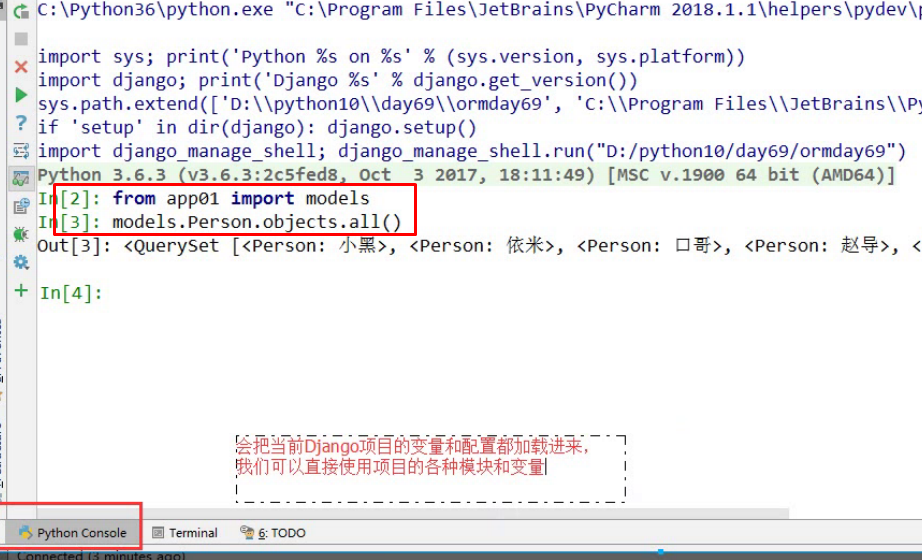 C:\Python36\python.exe "C:\Program Files\JetBrains\PyCharm 2018.1.1\helpers\pydev\p
import sys; print('Python %s on %s' % (sys.version, sys.platform))
import django; print('Django %s' % django.get_version())
sys.path.extend(['D:\\python10\\day69\\ormday69', 'C:\\Program Files\\JetBrains\\Py
if 'setup' in dir(django): django.setup()
import django_manage_shell; django_manage_shell.run("D:/python10/day69/ormday69")
Python 3.6.3 (v3.6.3:2c5fed8, Oct  3 2017, 18:11:49) [MSC v.1900 64 bit (AMD64)]
In[2]: from app01 import models
In[3]: models.Person.objects.all()
Out[3]: <QuerySet [<Person: 小黑>, <Person: 依米>, <Person: 口哥>, <Person: 赵导>, <
In[4]:
会把当前Django项目的变量和配置都加载进来，
我们可以直接使用项目的各种模块和变量
Python Console Terminal 6: TODO
Connected (3 minutes ago)